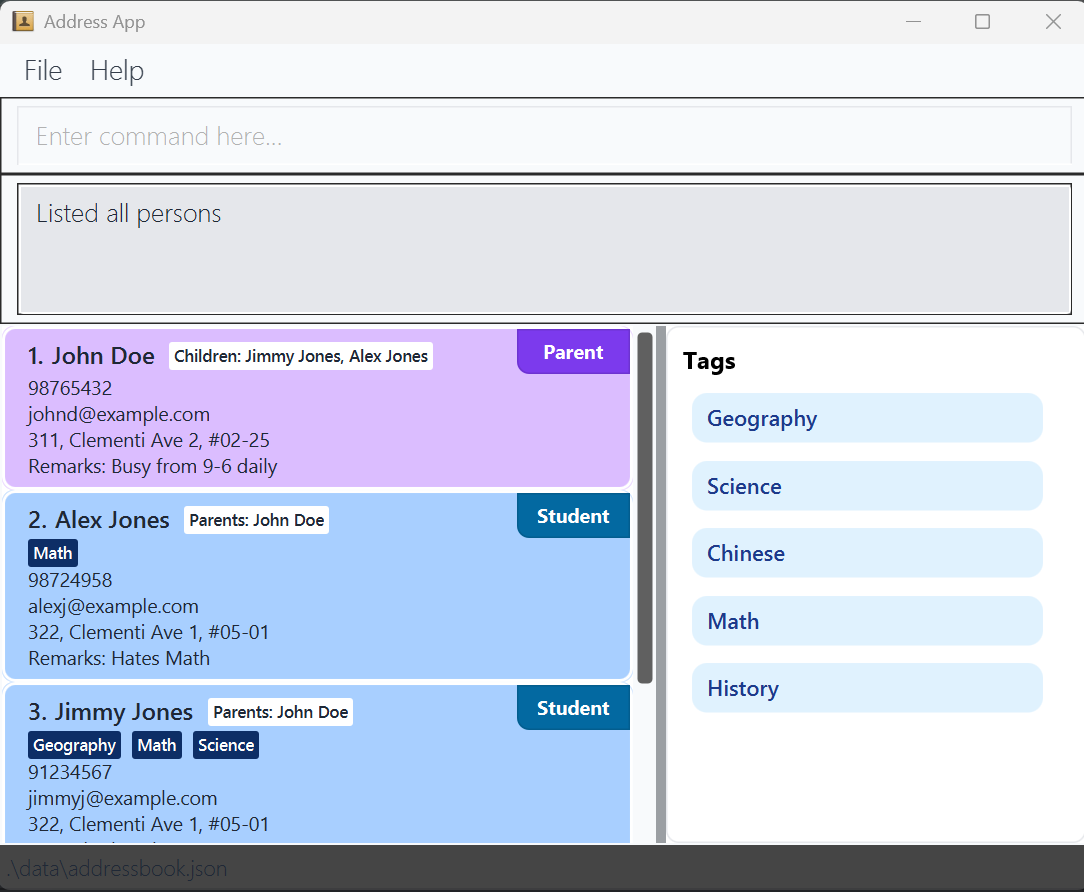 Address App
File Help
Enter command here...
Listed all persons
1. John Doe Children: Jimmy Jones, Alex Jones Parent
98765432
johnd@example.com
311, Clementi Ave 2, #02-25
Remarks: Busy from 9-6 daily
2. Alex Jones Parents: John Doe Student
Math
98724958
alexj@example.com
322, Clementi Ave 1, #05-01
Remarks: Hates Math
3. Jimmy Jones Parents: John Doe Student
Geography Math Science
91234567
jimmyj@example.com
322, Clementi Ave 1, #05-01
Tags
Geography
Science
Chinese
Math
History
.\data\addressbook.json